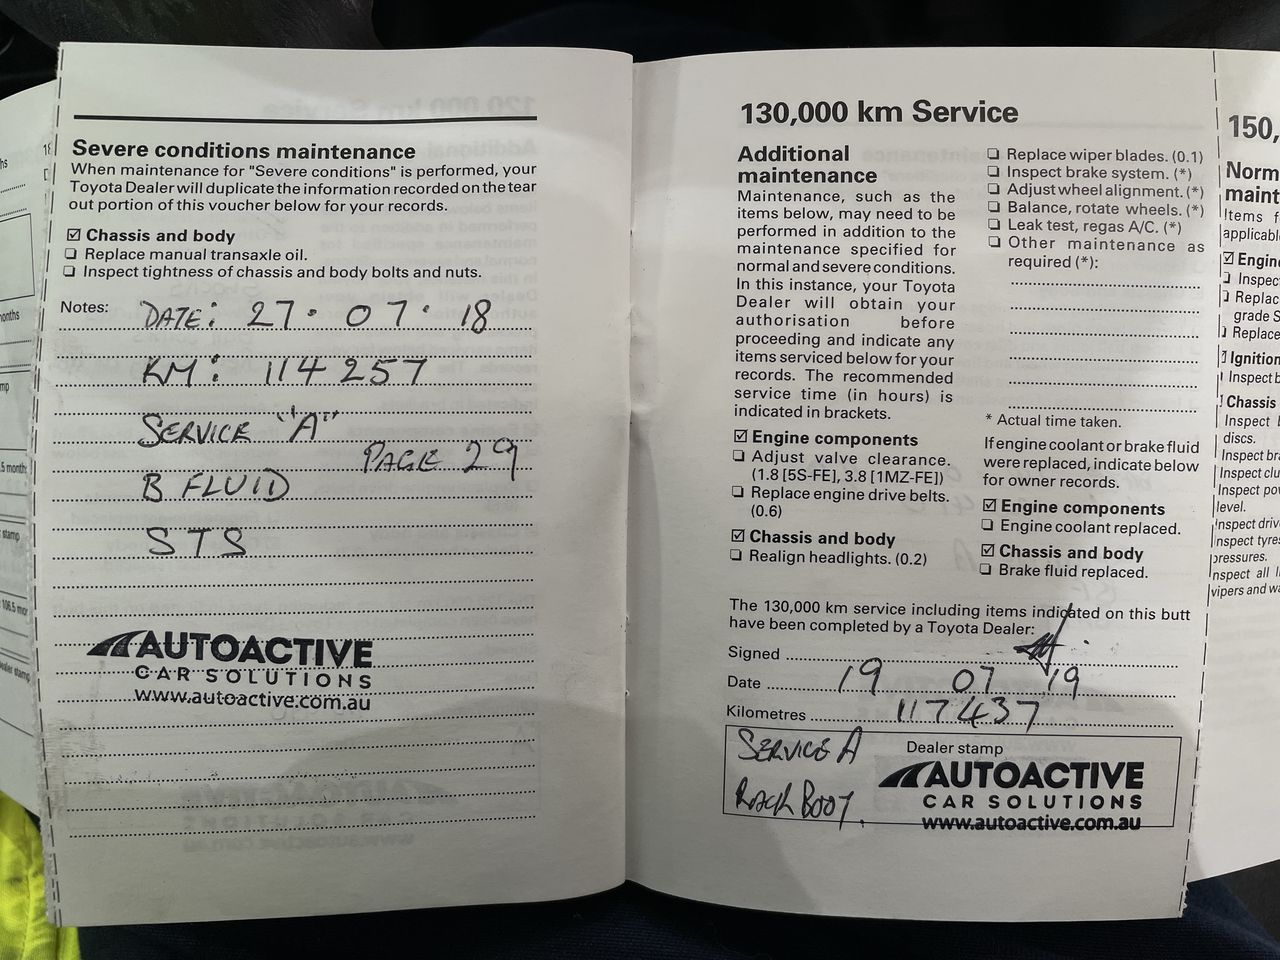 Severe conditions maintenance
When maintenance for "Severe conditions" is performed, your
Toyota Dealer will duplicate the information recorded on the tear
out portion of this voucher below for your records.
☑ Chassis and body
❏ Replace manual transaxle oil.
❏ Inspect tightness of chassis and body bolts and nuts.
Notes: DATE: 27 . 07 . 18
KM: 114257
SERVICE "A"
PAGE 29
B FLUID
STS
AUTOACTIVE
CAR SOLUTIONS
www.autoactive.com.au
130,000 km Service
Additional
maintenance
Maintenance, such as the
items below, may need to be
performed in addition to the
maintenance specified for
normal and severe conditions.
In this instance, your Toyota
Dealer will obtain your
authorisation before
proceeding and indicate any
items serviced below for your
records. The recommended
service time (in hours) is
indicated in brackets.
☑ Engine components
❏ Adjust valve clearance.
(1.8 [5S-FE], 3.8 [1MZ-FE])
❏ Replace engine drive belts.
(0.6)
☑ Chassis and body
❏ Realign headlights. (0.2)
❏ Replace wiper blades. (0.1)
❏ Inspect brake system. (*)
❏ Adjust wheel alignment. (*)
❏ Balance, rotate wheels. (*)
❏ Leak test, regas A/C. (*)
❏ Other maintenance as
required (*):
* Actual time taken.
If engine coolant or brake fluid
were replaced, indicate below
for owner records.
☑ Engine components
❏ Engine coolant replaced.
☑ Chassis and body
❏ Brake fluid replaced.
The 130,000 km service including items indicated on this butt
have been completed by a Toyota Dealer:
Signed
Date 19 07 19
Kilometres 117437
SERVICE A
RACK BOOT.
Dealer stamp
AUTOACTIVE
CAR SOLUTIONS
www.autoactive.com.au
150,
Norm
maint
Items f
applicabl
☑ Engine
Inspec
Replac
grade S
Replace
Ignition
Inspect b
Chassis
Inspect b
discs.
Inspect bra
Inspect clu
Inspect pow
level.
Inspect driv
Inspect tyres
pressures.
Inspect all li
wipers and wa